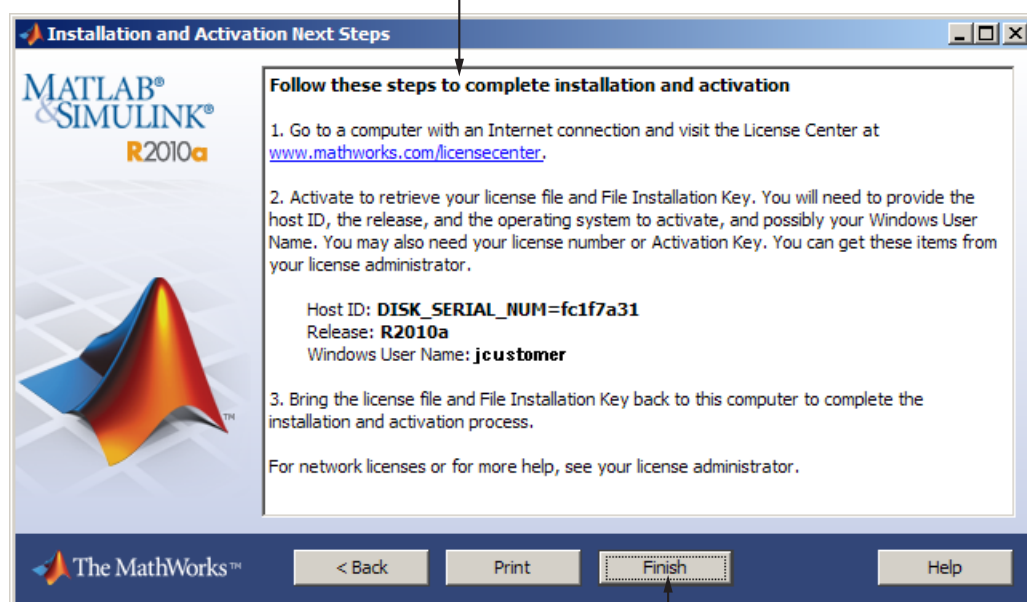 Installation and Activation Next Steps
MATLAB®
&SIMULINK®
R2010a
Follow these steps to complete installation and activation
1. Go to a computer with an Internet connection and visit the License Center at
www.mathworks.com/licensecenter.
2. Activate to retrieve your license file and File Installation Key. You will need to provide the
host ID, the release, and the operating system to activate, and possibly your Windows User
Name. You may also need your license number or Activation Key. You can get these items from
your license administrator.
Host ID: DISK_SERIAL_NUM=fc1f7a31
Release: R2010a
Windows User Name: jcustomer
3. Bring the license file and File Installation Key back to this computer to complete the
installation and activation process.
For network licenses or for more help, see your license administrator.
TM
The MathWorks™
< Back
Print
Finish
Help